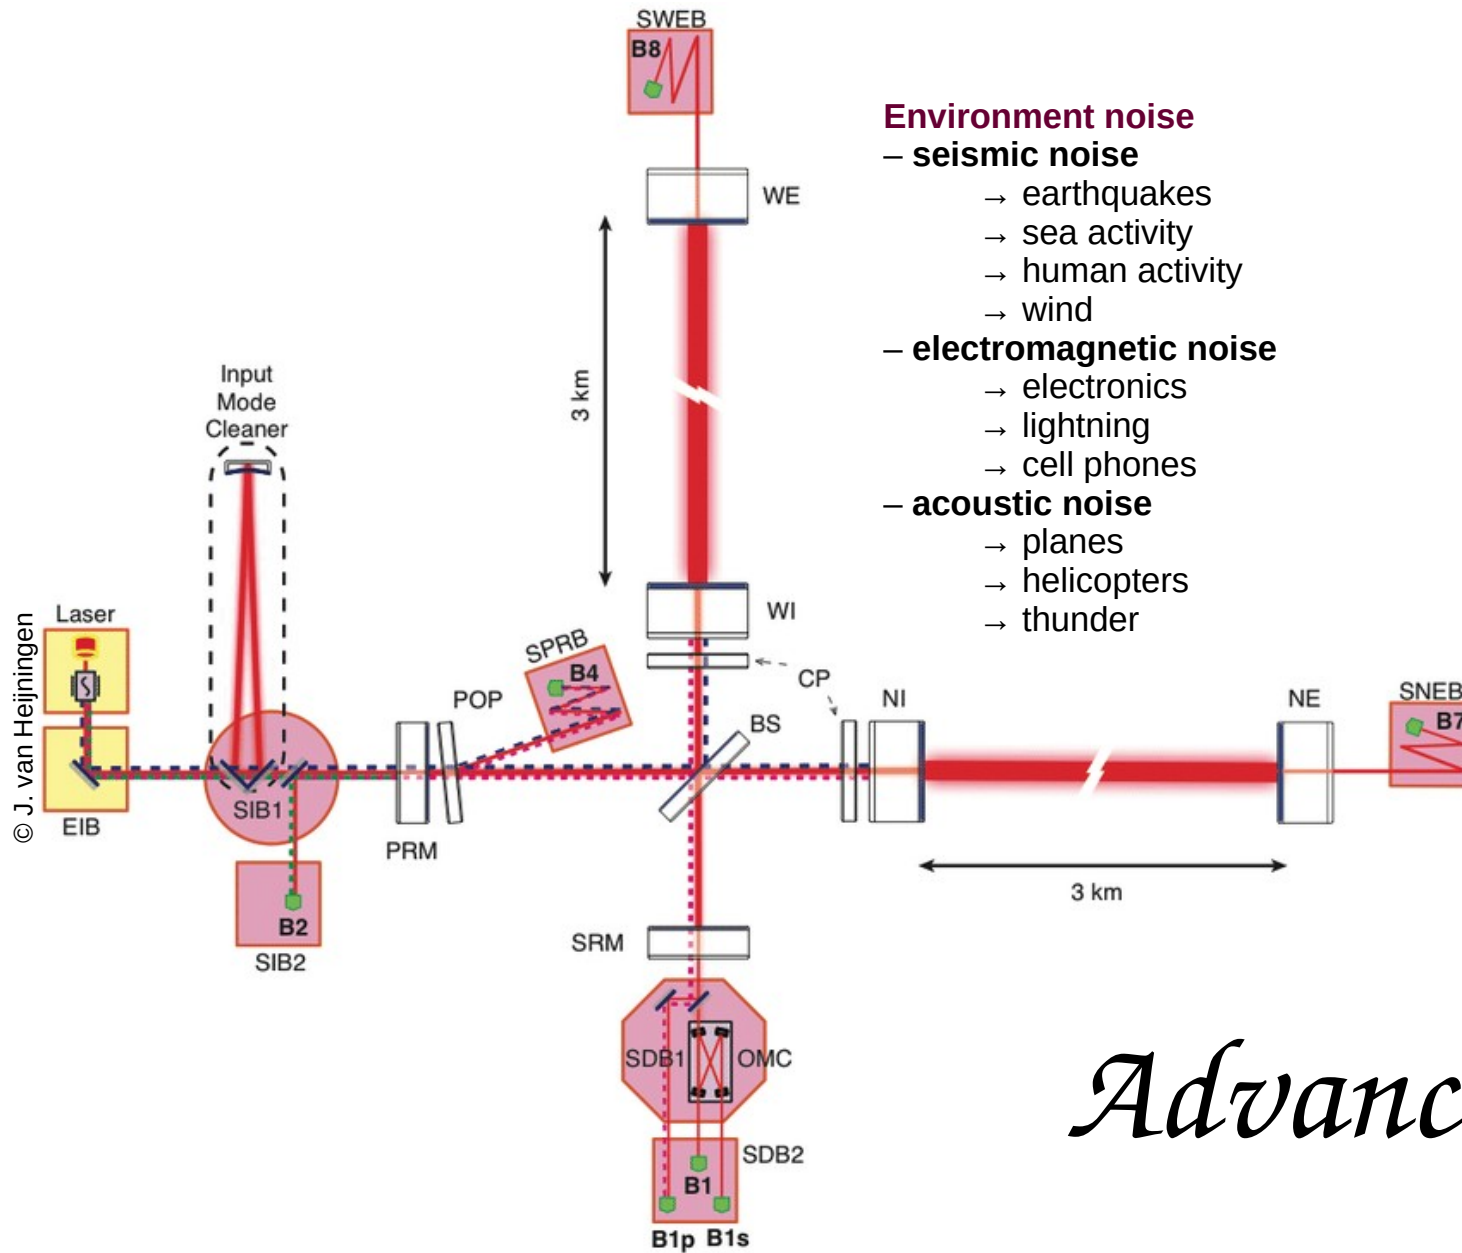 SWEB
B8
WE
3 km
Environment noise
– seismic noise
→ earthquakes
→ sea activity
→ human activity
→ wind
– electromagnetic noise
→ electronics
→ lightning
→ cell phones
– acoustic noise
→ planes
→ helicopters
→ thunder
Input
Mode
Cleaner
© J. van Heijningen
Laser
EIB
SIB1
B2
SIB2
PRM
POP
SPRB
B4
WI
CP
BS
NI
NE
SNEB
B7
3 km
SRM
SDB1
OMC
SDB2
B1
B1p
B1s
Advanc